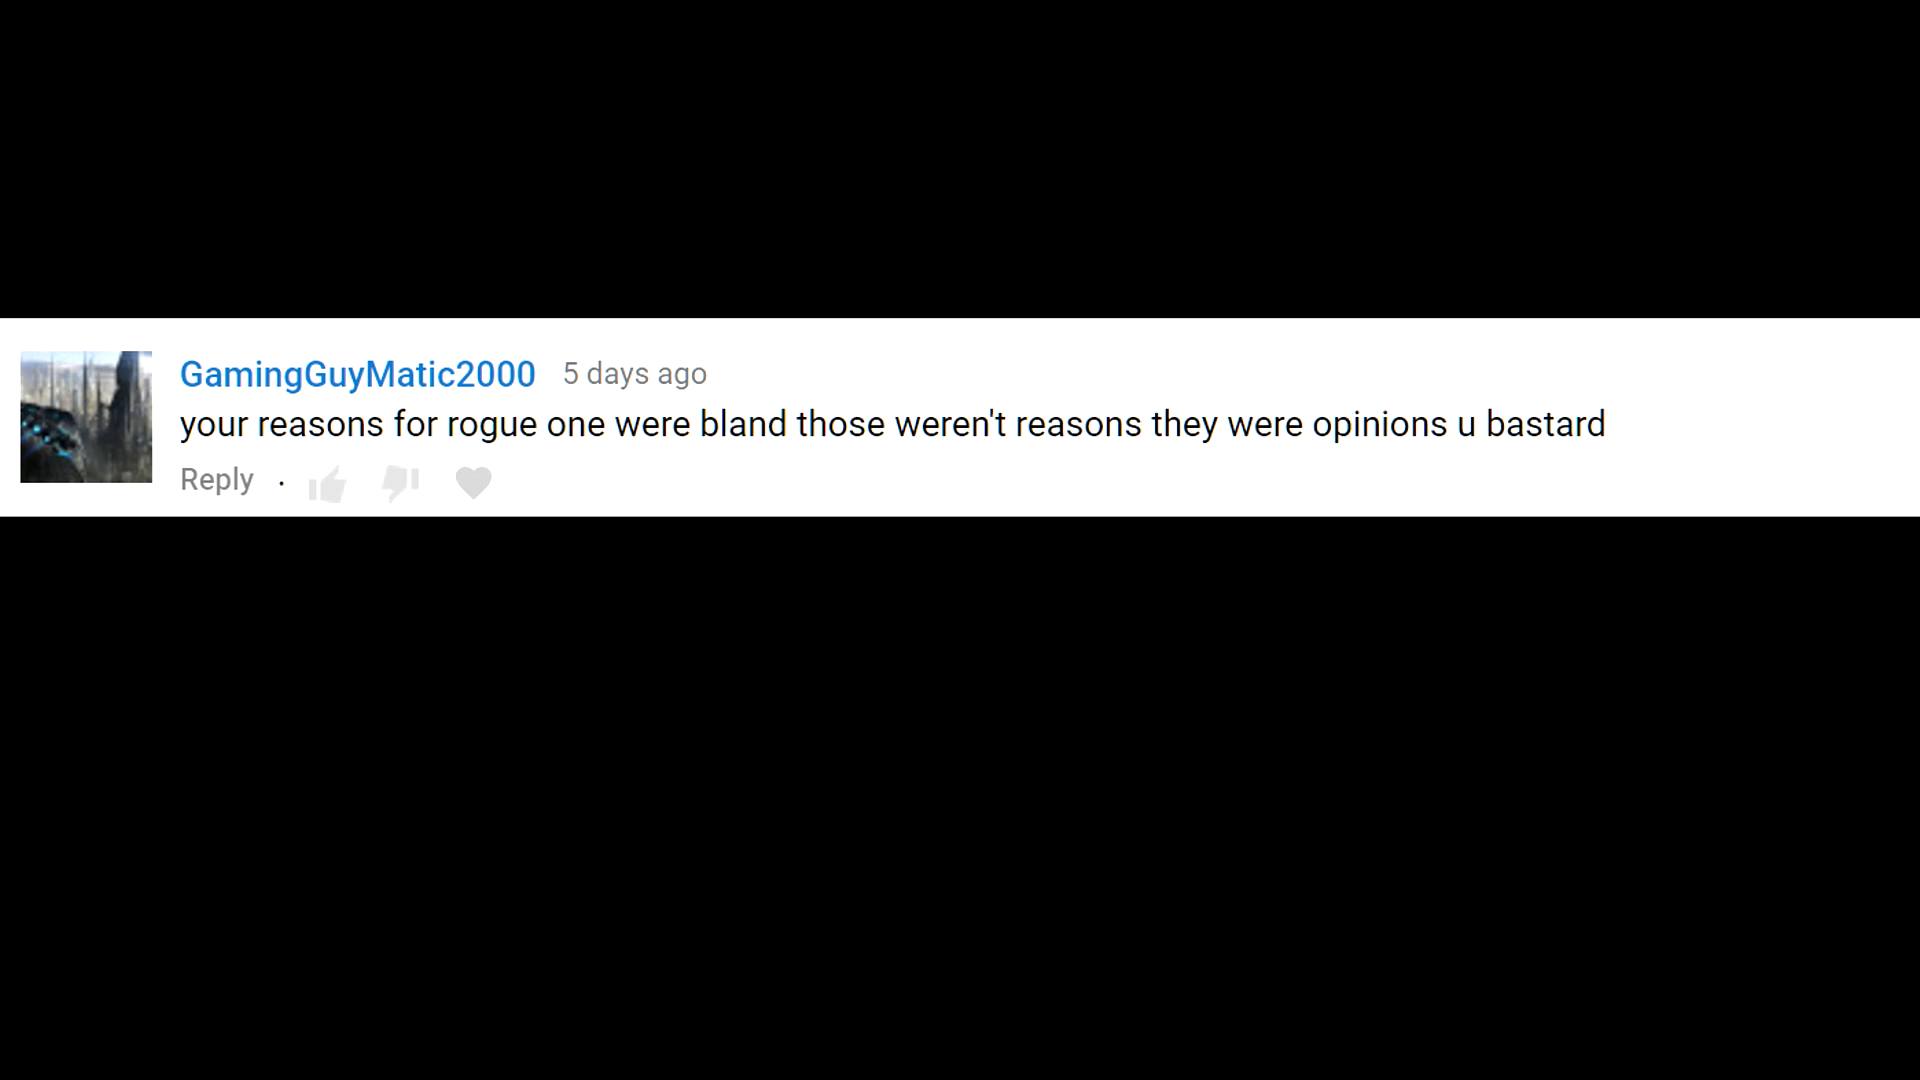 GamingGuyMatic2000 5 days ago
your reasons for rogue one were bland those weren't reasons they were opinions u bastard
Reply ·